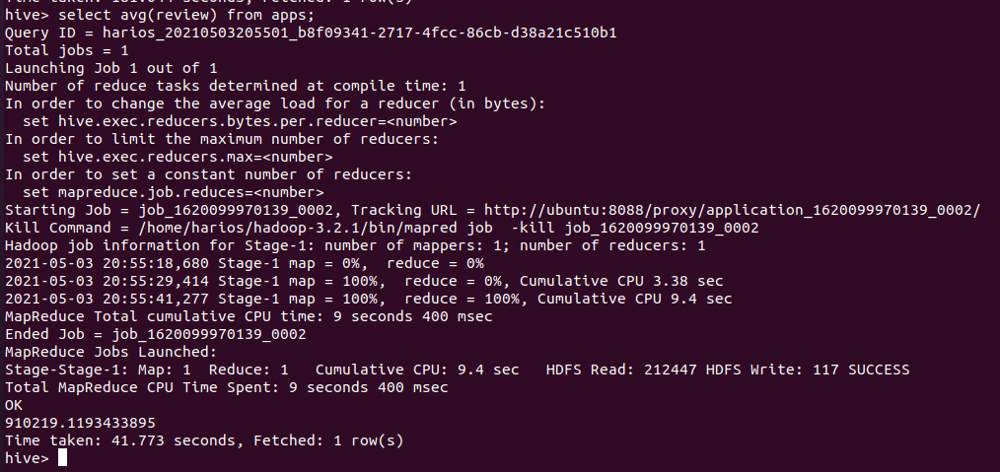 Time taken: 181.044 seconds, Fetched: 1 row(s)
hive> select avg(review) from apps;
Query ID = harios_20210503205501_b8f09341-2717-4fcc-86cb-d38a21c510b1
Total jobs = 1
Launching Job 1 out of 1
Number of reduce tasks determined at compile time: 1
In order to change the average load for a reducer (in bytes):
  set hive.exec.reducers.bytes.per.reducer=<number>
In order to limit the maximum number of reducers:
  set hive.exec.reducers.max=<number>
In order to set a constant number of reducers:
  set mapreduce.job.reduces=<number>
Starting Job = job_1620099970139_0002, Tracking URL = http://ubuntu:8088/proxy/application_1620099970139_0002/
Kill Command = /home/harios/hadoop-3.2.1/bin/mapred job  -kill job_1620099970139_0002
Hadoop job information for Stage-1: number of mappers: 1; number of reducers: 1
2021-05-03 20:55:18,680 Stage-1 map = 0%,  reduce = 0%
2021-05-03 20:55:29,414 Stage-1 map = 100%,  reduce = 0%, Cumulative CPU 3.38 sec
2021-05-03 20:55:41,277 Stage-1 map = 100%,  reduce = 100%, Cumulative CPU 9.4 sec
MapReduce Total cumulative CPU time: 9 seconds 400 msec
Ended Job = job_1620099970139_0002
MapReduce Jobs Launched:
Stage-Stage-1: Map: 1  Reduce: 1   Cumulative CPU: 9.4 sec   HDFS Read: 212447 HDFS Write: 117 SUCCESS
Total MapReduce CPU Time Spent: 9 seconds 400 msec
OK
910219.1193433895
Time taken: 41.773 seconds, Fetched: 1 row(s)
hive>